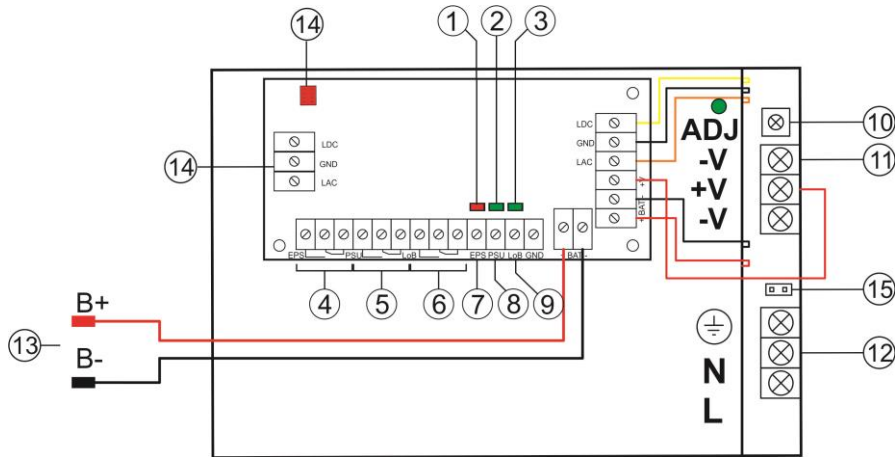 14
1
2
3
LDC
GND
LAC
14
LDC
GND
LAC
+V
- BAT+
ADJ
-V
+V
-V
10
11
EPS
PSU
LoB
EPS
PSU
LoB
GND
+ BAT -
4
5
6
7
8
9
15
12
N
L
13
B+
B-